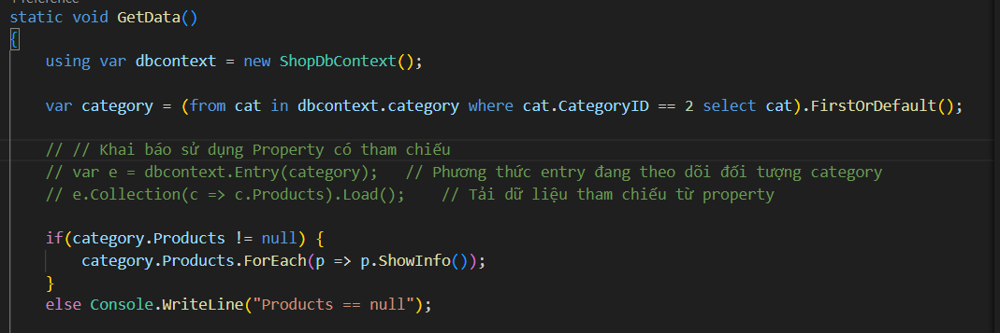 1 reference
static void GetData()
{
using var dbcontext = new ShopDbContext();
var category = (from cat in dbcontext.category where cat.CategoryID == 2 select cat).FirstOrDefault();
// // Khai báo sử dụng Property có tham chiếu
// var e = dbcontext.Entry(category); // Phương thức entry đang theo dõi đối tượng category
// e.Collection(c => c.Products).Load(); // Tải dữ liệu tham chiếu từ property
if(category.Products != null) {
category.Products.ForEach(p => p.ShowInfo());
}
else Console.WriteLine("Products == null");